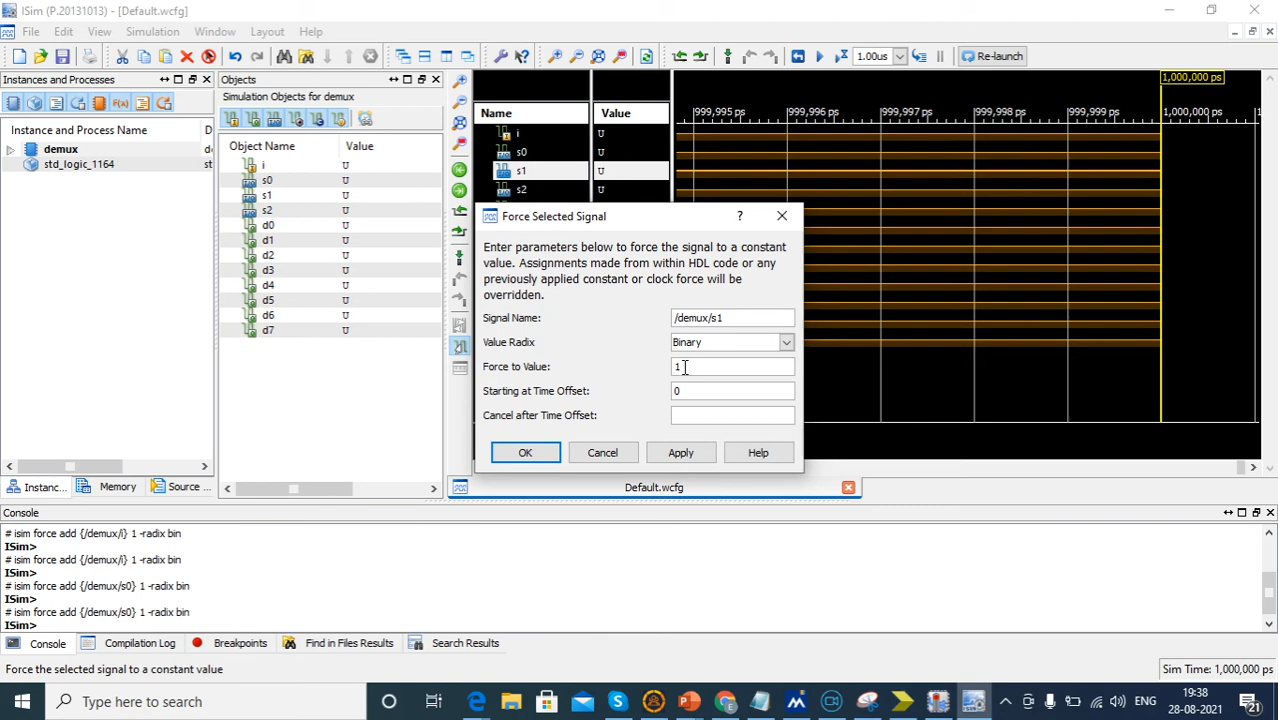 ISim (P.20131013) - [Default.wcfg]
File Edit View Simulation Window Layout Help
1.00us Re-launch
Instances and Processes
Instance and Process Name
demux
std_logic_1164
Instanc... Memory Source ...
Objects
Simulation Objects for demux
Object Name Value
i U
s0 U
s1 U
s2 U
d0 U
d1 U
d2 U
d3 U
d4 U
d5 U
d6 U
d7 U
Name Value
i U
s0 U
s1 U
s2 U
1,000,000 ps
999,995 ps 999,996 ps 999,997 ps 999,998 ps 999,999 ps 1,000,000 ps
Force Selected Signal
Enter parameters below to force the signal to a constant
value. Assignments made from within HDL code or any
previously applied constant or clock force will be
overridden.
Signal Name: /demux/s1
Value Radix Binary
Force to Value: 1
Starting at Time Offset: 0
Cancel after Time Offset:
OK Cancel Apply Help
Default.wcfg
Console
# isim force add {/demux/i} 1 -radix bin
ISim>
# isim force add {/demux/i} 1 -radix bin
ISim>
# isim force add {/demux/s0} 1 -radix bin
ISim>
# isim force add {/demux/s0} 1 -radix bin
ISim>
Console Compilation Log Breakpoints Find in Files Results Search Results
Force the selected signal to a constant value
Sim Time: 1,000,000 ps
Type here to search
ENG
19:38
28-08-2021
21